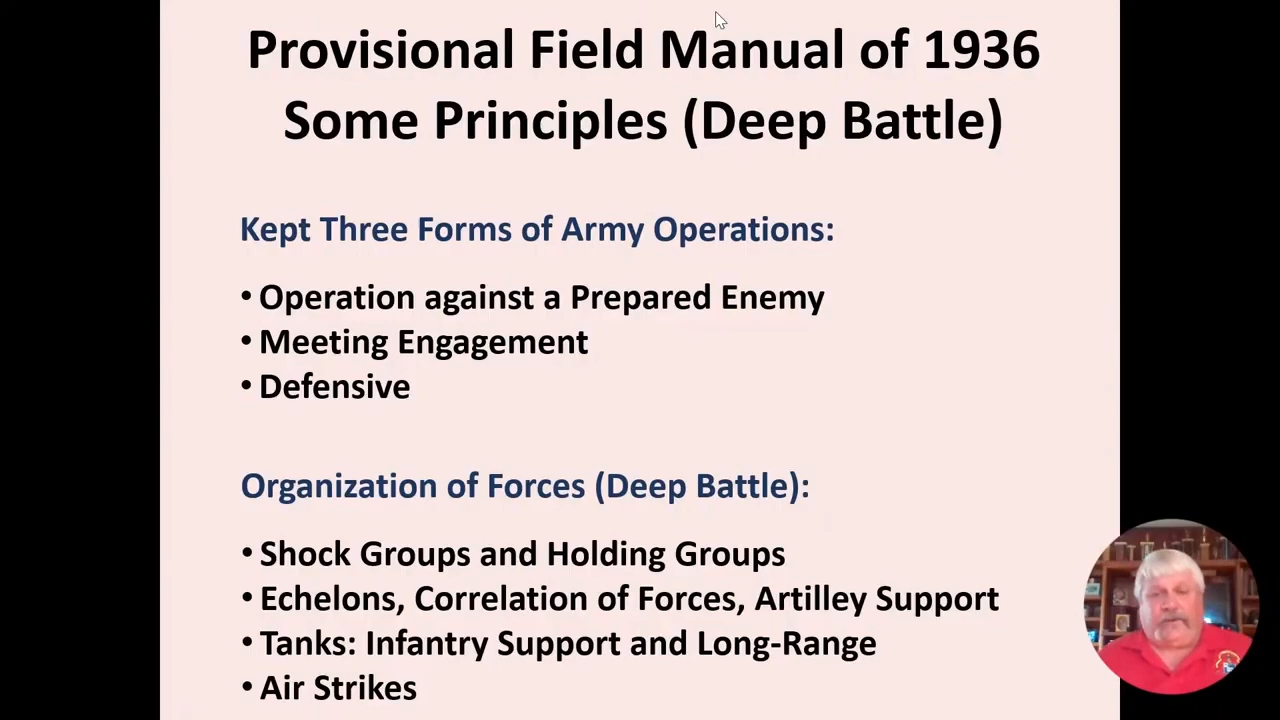 Provisional Field Manual of 1936
Some Principles (Deep Battle)
Kept Three Forms of Army Operations:
• Operation against a Prepared Enemy
• Meeting Engagement
• Defensive
Organization of Forces (Deep Battle):
• Shock Groups and Holding Groups
• Echelons, Correlation of Forces, Artilley Support
• Tanks: Infantry Support and Long-Range
• Air Strikes